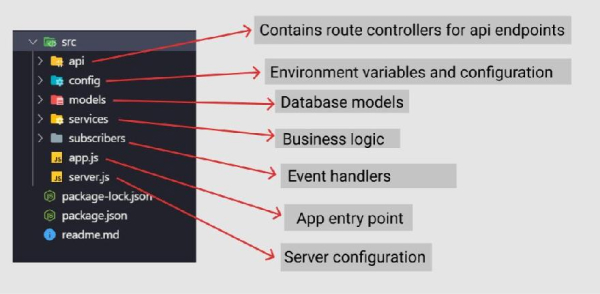 src
api
config
models
services
subscribers
JS app.js
JS server.js
package-lock.json
package.json
readme.md
Contains route controllers for api endpoints
Environment variables and configuration
Database models
Business logic
Event handlers
App entry point
Server configuration